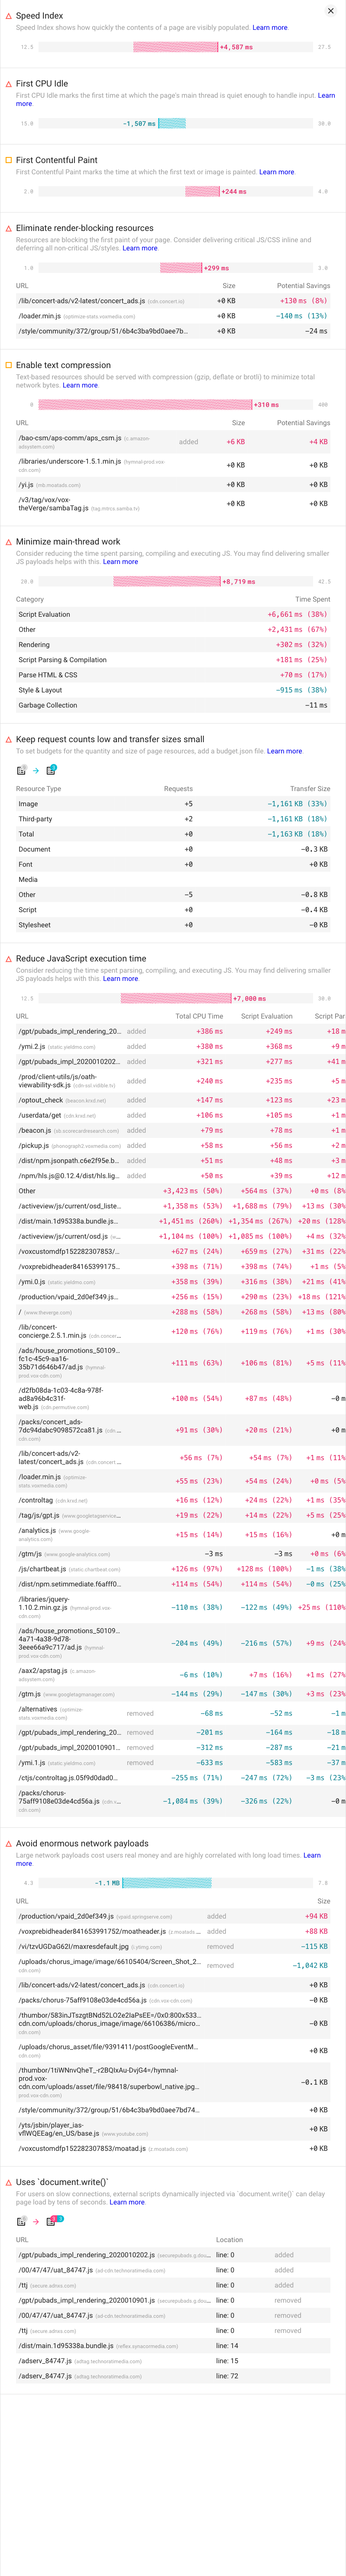 Speed Index
Speed Index shows how quickly the contents of a page are visibly populated. Learn more.
12.5 +4,587 ms 27.5
First CPU Idle
First CPU Idle marks the first time at which the page's main thread is quiet enough to handle input. Learn
more.
15.0 -1,507 ms 30.0
First Contentful Paint
First Contentful Paint marks the time at which the first text or image is painted. Learn more.
2.0 +244 ms 4.0
Eliminate render-blocking resources
Resources are blocking the first paint of your page. Consider delivering critical JS/CSS inline and
deferring all non-critical JS/styles. Learn more.
1.0 +299 ms 3.0
URL Size Potential Savings
/lib/concert-ads/v2-latest/concert_ads.js (cdn.concert.io) +0 KB +130 ms (8%)
/loader.min.js (optimize-stats.voxmedia.com) +0 KB -140 ms (13%)
/style/community/372/group/51/6b4c3ba9bd0aee7b... +0 KB -24 ms
Enable text compression
Text-based resources should be served with compression (gzip, deflate or brotli) to minimize total
network bytes. Learn more.
0 +310 ms 400
URL Size Potential Savings
/bao-csm/aps-comm/aps_csm.js (c.amazon-
adsystem.com) added +6 KB +4 KB
/libraries/underscore-1.5.1.min.js (hymnal-prod.vox-
cdn.com) +0 KB +0 KB
/yi.js (mb.moatads.com) +0 KB +0 KB
/v3/tag/vox/vox-
theVerge/sambaTag.js (tag.mtrcs.samba.tv) +0 KB +0 KB
Minimize main-thread work
Consider reducing the time spent parsing, compiling and executing JS. You may find delivering smaller
JS payloads helps with this. Learn more
20.0 +8,719 ms 42.5
Category Time Spent
Script Evaluation +6,661 ms (38%)
Other +2,431 ms (67%)
Rendering +302 ms (32%)
Script Parsing & Compilation +181 ms (25%)
Parse HTML & CSS +70 ms (17%)
Style & Layout -915 ms (38%)
Garbage Collection -11 ms
Keep request counts low and transfer sizes small
To set budgets for the quantity and size of page resources, add a budget.json file. Learn more.
Resource Type Requests Transfer Size
Image +5 -1,161 KB (33%)
Third-party +2 -1,161 KB (18%)
Total +0 -1,163 KB (18%)
Document +0 -0.3 KB
Font +0 +0 KB
Media
Other -5 -0.8 KB
Script +0 -0.4 KB
Stylesheet +0 -0 KB
Reduce JavaScript execution time
Consider reducing the time spent parsing, compiling, and executing JS. You may find delivering smaller
JS payloads helps with this. Learn more.
12.5 +7,000 ms 30.0
URL Total CPU Time Script Evaluation Script Par
/gpt/pubads_impl_rendering_20... added +386 ms +249 ms +18 m
/ymi.2.js (static.yieldmo.com) added +380 ms +368 ms +9 m
/gpt/pubads_impl_2020010202... added +321 ms +277 ms +41 m
/prod/client-utils/js/oath-
viewability-sdk.js (cdn-ssl.vidible.tv) added +240 ms +235 ms +5 m
/optout_check (beacon.krxd.net) added +147 ms +123 ms +23 m
/userdata/get (cdn.krxd.net) added +106 ms +105 ms +1 m
/beacon.js (sb.scorecardresearch.com) added +79 ms +78 ms +1 m
/pickup.js (phonograph2.voxmedia.com) added +58 ms +56 ms +2 m
/dist/npm.jsonpath.c6e2f95e.b... added +51 ms +48 ms +3 m
/npm/hls.js@0.12.4/dist/hls.lig... added +50 ms +39 ms +12 m
Other +3,423 ms (50%) +564 ms (37%) +0 ms (8%
/activeview/js/current/osd_liste... +1,358 ms (53%) +1,688 ms (79%) +13 ms (30%
/dist/main.1d95338a.bundle.js... +1,451 ms (260%) +1,354 ms (267%) +20 ms (128%
/activeview/js/current/osd.js +1,104 ms (100%) +1,085 ms (100%) +4 ms (32%
/voxcustomdfp152282307853/... +627 ms (24%) +659 ms (27%) +31 ms (22%
/voxprebidheader84165399175... +398 ms (71%) +398 ms (74%) +1 ms (5%
/ymi.0.js (static.yieldmo.com) +358 ms (39%) +316 ms (38%) +21 ms (41%
/production/vpaid_2d0ef349.js... +256 ms (15%) +290 ms (23%) +18 ms (121%
/ (www.theverge.com) +288 ms (58%) +268 ms (58%) +13 ms (80%
/lib/concert-
concierge.2.5.1.min.js (cdn.concer... +120 ms (76%) +119 ms (76%) +1 ms (30%
/ads/house_promotions_50109...
fc1c-45c9-aa16-
35b71d646b47/ad.js (hymnal-
prod.vox-cdn.com) +111 ms (63%) +106 ms (81%) +5 ms (11%
/d2fb08da-1c03-4c8a-978f-
ad8a96b4c31f-
web.js (cdn.permutive.com) +100 ms (54%) +87 ms (48%) -0 m
/packs/concert_ads-
7dc94dabc9098572ca81.js (cdn....
cdn.com) +91 ms (30%) +20 ms (21%) +0 m
/lib/concert-ads/v2-
latest/concert_ads.js (cdn.concert.... +56 ms (7%) +54 ms (7%) +1 ms (11%
/loader.min.js (optimize-
stats.voxmedia.com) +55 ms (23%) +54 ms (24%) +0 ms (5%
/controltag (cdn.krxd.net) +16 ms (12%) +24 ms (22%) +1 ms (35%
/tag/js/gpt.js (www.googletagservice... +19 ms (22%) +14 ms (22%) +5 ms (25%
/analytics.js (www.google-
analytics.com) +15 ms (14%) +15 ms (16%) +0 m
/gtm/js (www.google-analytics.com) -3 ms -3 ms +0 ms (6%
/js/chartbeat.js (static.chartbeat.com) +126 ms (97%) +128 ms (100%) -1 ms (38%
/dist/npm.setimmediate.f6afff0... +114 ms (54%) +114 ms (54%) -0 ms (25%
/libraries/jquery-
1.10.2.min.gz.js (hymnal-prod.vox-
cdn.com) -110 ms (38%) -122 ms (49%) +25 ms (110%
/ads/house_promotions_50109...
4a71-4a38-9d78-
3eee66a9c717/ad.js (hymnal-
prod.vox-cdn.com) -204 ms (49%) -216 ms (57%) +9 ms (24%
/aax2/apstag.js (c.amazon-
adsystem.com) -6 ms (10%) +7 ms (16%) +1 ms (27%
/gtm.js (www.googletagmanager.com) -144 ms (29%) -147 ms (30%) +3 ms (23%
/alternatives (optimize-
stats.voxmedia.com) removed -68 ms -52 ms -1 m
/gpt/pubads_impl_rendering_20... removed -201 ms -164 ms -18 m
/gpt/pubads_impl_2020010901... removed -312 ms -287 ms -21 m
/ymi.1.js (static.yieldmo.com) removed -633 ms -583 ms -37 m
/ctjs/controltag.js.05f9d0dad0... -255 ms (71%) -247 ms (72%) -3 ms (23%
/packs/chorus-
75aff9108e03de4cd56a.js (cdn.v...
cdn.com) -1,084 ms (39%) -326 ms (22%) -0 m
Avoid enormous network payloads
Large network payloads cost users real money and are highly correlated with long load times. Learn
more.
4.3 -1.1 MB 7.8
URL Size
/production/vpaid_2d0ef349.js (vpaid.springserve.com) added +94 KB
/voxprebidheader841653991752/moatheader.js (z.moatads.... added +88 KB
/vi/tzvUGDaG62I/maxresdefault.jpg (i.ytimg.com) removed -115 KB
/uploads/chorus_image/image/66105404/Screen_Shot_2...
cdn.com) removed -1,042 KB
/lib/concert-ads/v2-latest/concert_ads.js (cdn.concert.io) +0 KB
/packs/chorus-75aff9108e03de4cd56a.js (cdn.vox-cdn.com) -0 KB
/thumbor/583inJTszgtBNd52LO2e2IaPsEE=/0x0:800x533...
cdn.com/uploads/chorus_image/image/66106386/micro...
cdn.com) -0 KB
/uploads/chorus_asset/file/9391411/postGoogleEventM...
cdn.com) +0 KB
/thumbor/1tiWNnvQheT_-r2BQIxAu-DvjG4=/hymnal-
prod.vox-
cdn.com/uploads/asset/file/98418/superbowl_native.jpg...
prod.vox-cdn.com) -0.1 KB
/style/community/372/group/51/6b4c3ba9bd0aee7bd74... +0 KB
/yts/jsbin/player_ias-
vflWQEEag/en_US/base.js (www.youtube.com) +0 KB
/voxcustomdfp152282307853/moatad.js (z.moatads.com) +0 KB
Uses `document.write()`
For users on slow connections, external scripts dynamically injected via `document.write()` can delay
page load by tens of seconds. Learn more
URL Location
/gpt/pubads_impl_rendering_2020010202.js (securepubads.g.dou... line: 0 added
/00/47/47/uat_84747.js (ad-cdn.technoratimedia.com) line: 0 added
/ttj (secure.adnxs.com) line: 0 added
/gpt/pubads_impl_rendering_2020010901.js (securepubads.g.dou... line: 0 removed
/00/47/47/uat_84747.js (ad-cdn.technoratimedia.com) line: 0 removed
/ttj (secure.adnxs.com) line: 0 removed
/dist/main.1d95338a.bundle.js (reflex.synacormedia.com) line: 14
/adserv_84747.js (adtag.technoratimedia.com) line: 15
/adserv_84747.js (adtag.technoratimedia.com) line: 72